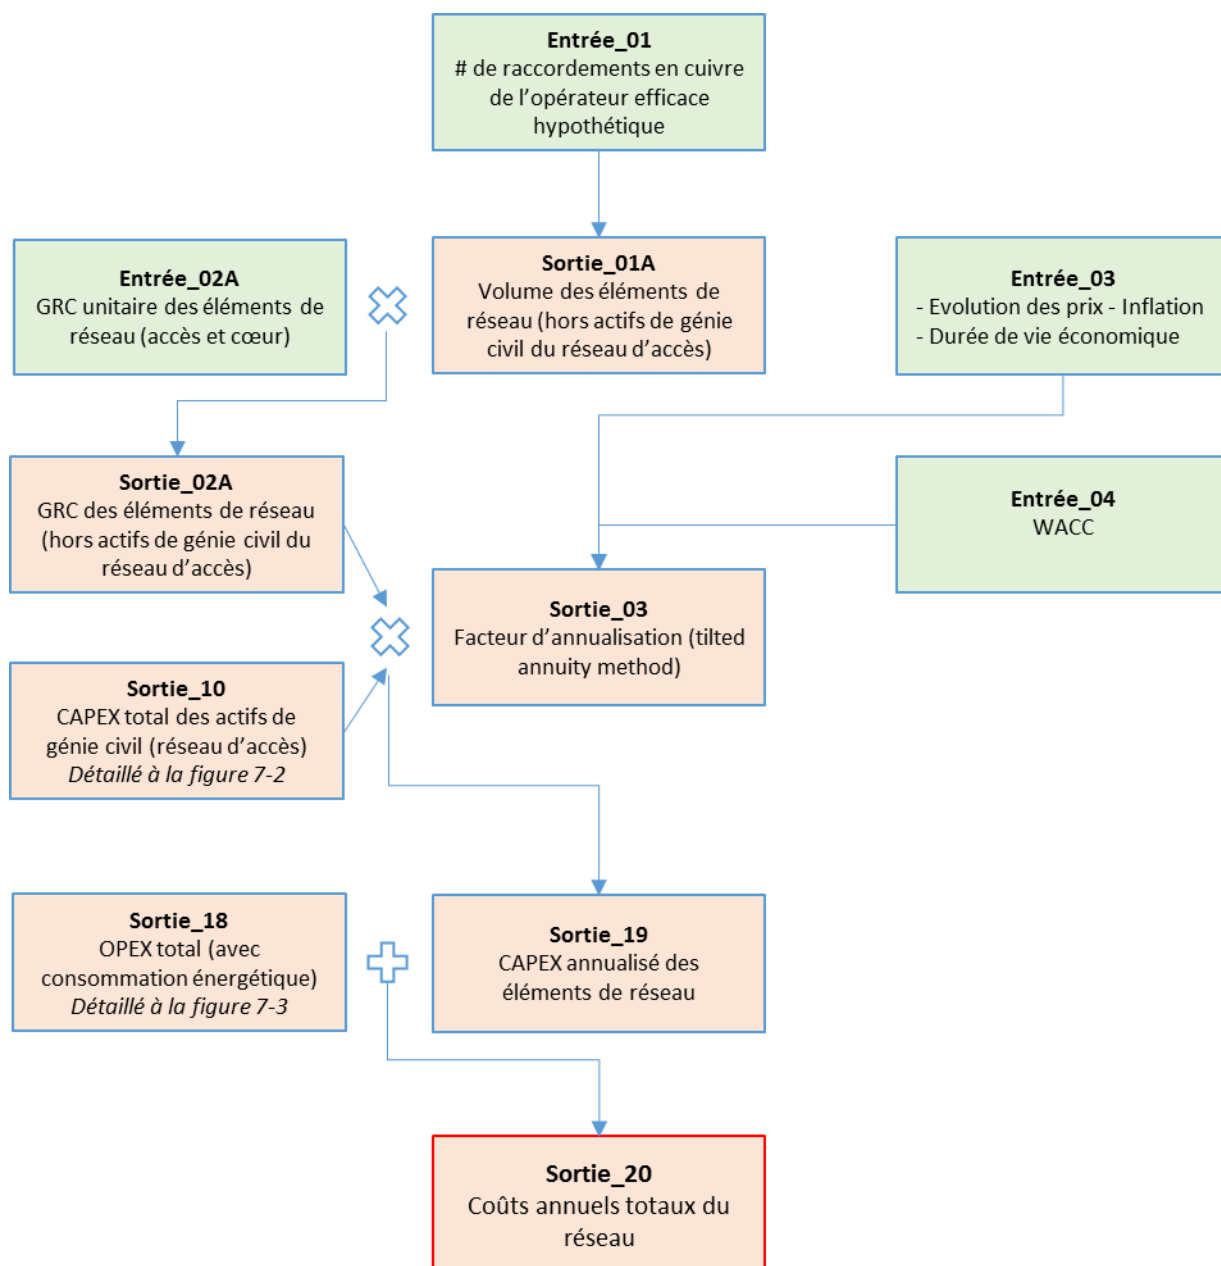 Entrée_01
# de raccordements en cuivre
de l’opérateur efficace
hypothétique
Entrée_02A
GRC unitaire des éléments de
réseau (accès et cœur)
Sortie_01A
Volume des éléments de
réseau (hors actifs de génie
civil du réseau d’accès)
Entrée_03
- Evolution des prix - Inflation
- Durée de vie économique
Sortie_02A
GRC des éléments de réseau
(hors actifs de génie civil du
réseau d’accès)
Entrée_04
WACC
Sortie_03
Facteur d’annualisation (tilted
annuity method)
Sortie_10
CAPEX total des actifs de
génie civil (réseau d’accès)
Détaillé à la figure 7-2
Sortie_18
OPEX total (avec
consommation énergétique)
Détaillé à la figure 7-3
Sortie_19
CAPEX annualisé des
éléments de réseau
Sortie_20
Coûts annuels totaux du
réseau